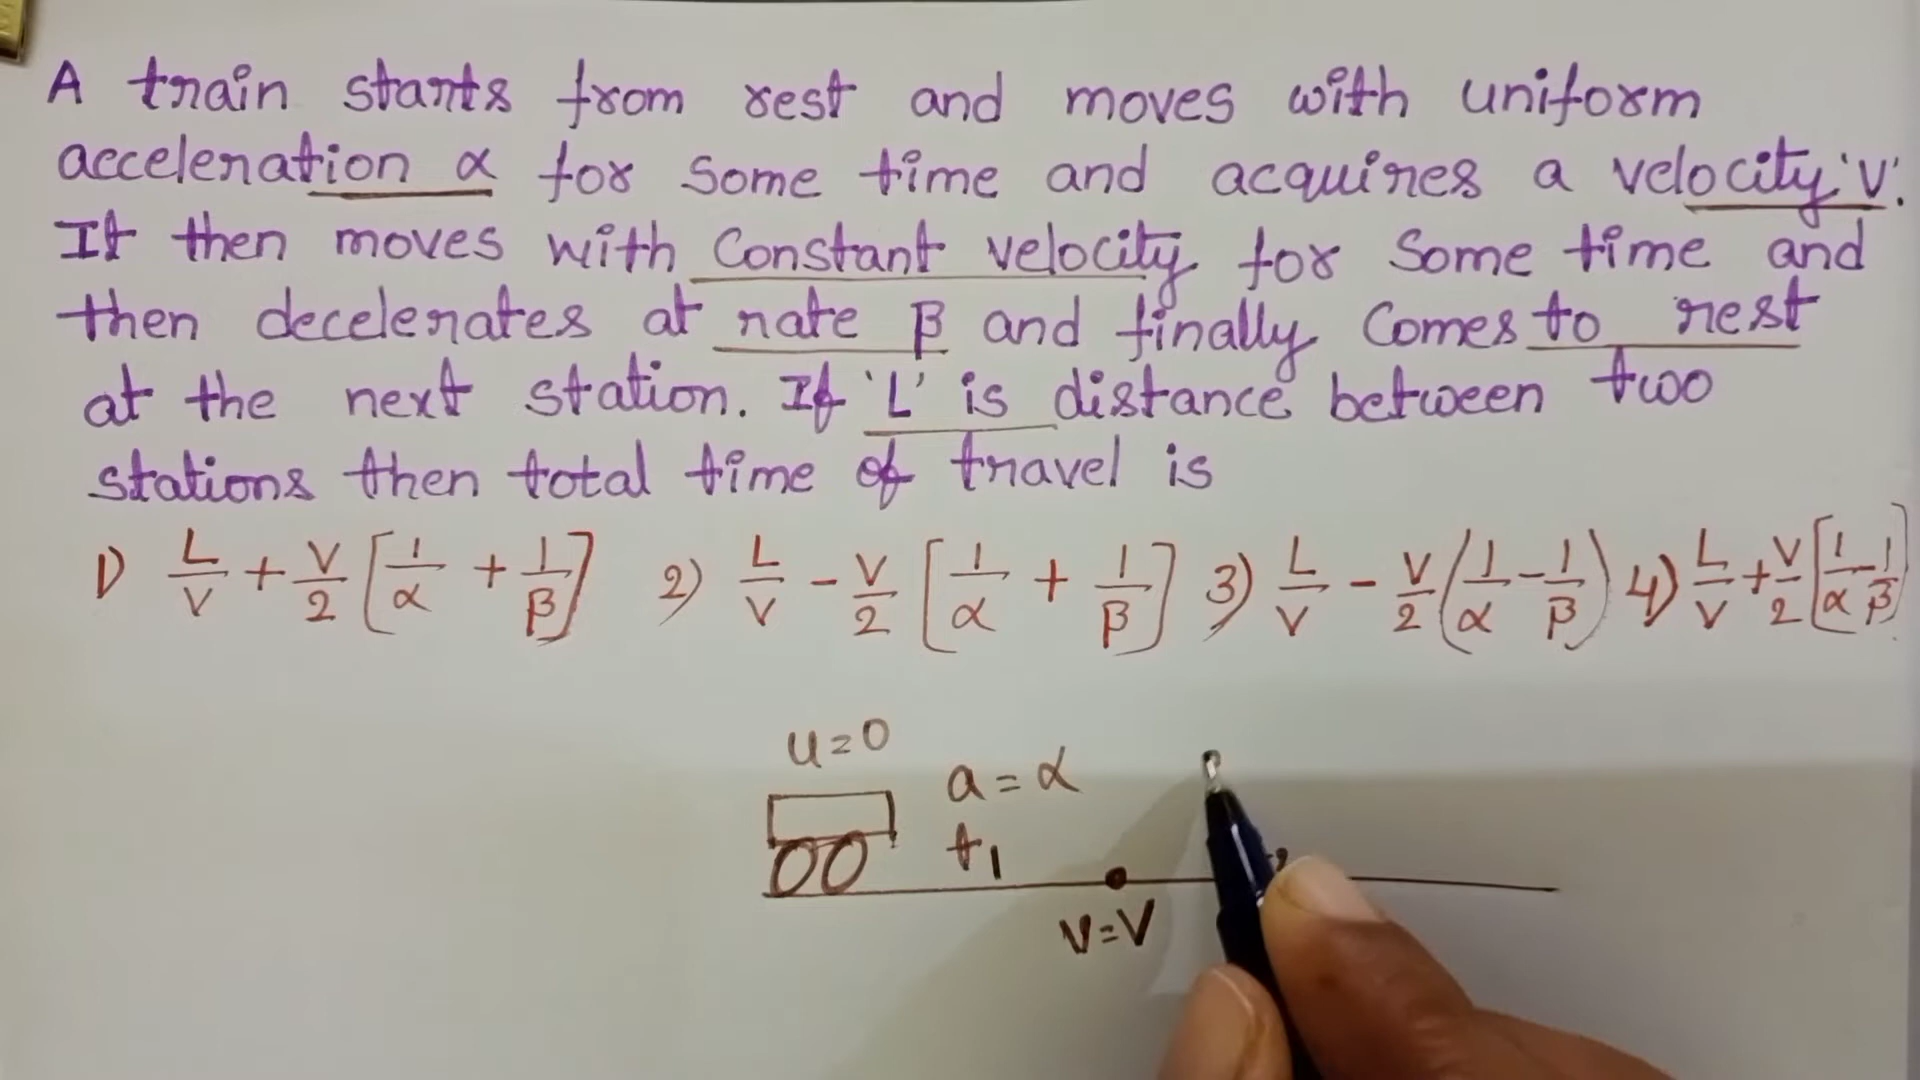 A train starts from rest and moves with uniform
acceleration α for some time and acquires a velocity 'V'.
It then moves with Constant velocity for some time and
then decelerates at rate β and finally Comes to rest
at the next station. If 'L' is distance between two
stations then total time of travel is
1) L/V + V/2 [1/α + 1/β] 2) L/V - V/2 [1/α + 1/β] 3) L/V - V/2 (1/α - 1/β) 4) L/V + V/2 [1/α - 1/β]
u=0
a=α
t1
V=V